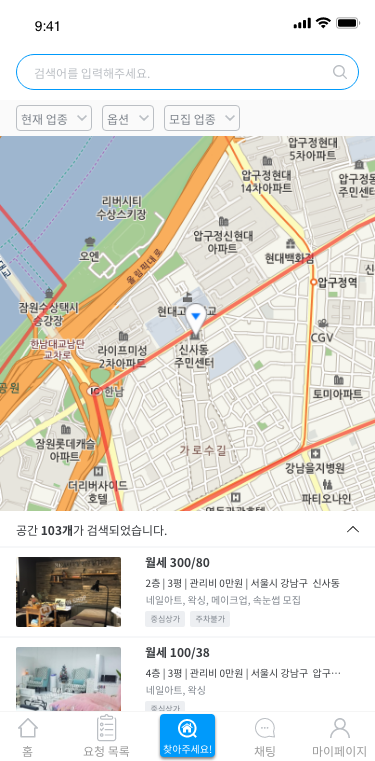 9:41
검색어를 입력해주세요.
현재 업종 옵션 모집 업종
압구정현대
5차아파트
압구정현대
14차아파트
압구정동
주민센터
리버시티
수상스키장
압구정신현대
아파트
오엔
현대백화점
올림픽대로
압구정역
잠원수상택시
승강장
현대고 교
CGV
한남대교남단
교차로
라이프미성
2차아파트
신사동
주민센터
공원
IC 한남
토미아파트
잠원롯데캐슬
아파트
가로수길
강남을지병원
더리버사이드
호텔
파티오나인
영동관광호텔
공간 103개가 검색되었습니다.
월세 300/80
2층 | 3평 | 관리비 0만원 | 서울시 강남구 신사동
네일아트, 왁싱, 메이크업, 속눈썹 모집
중심상가 주차불가
월세 100/38
4층 | 3평 | 관리비 0만원 | 서울시 강남구 압구…
네일아트, 왁싱
중심상가
홈 요청 목록 찾아주세요! 채팅 마이페이지